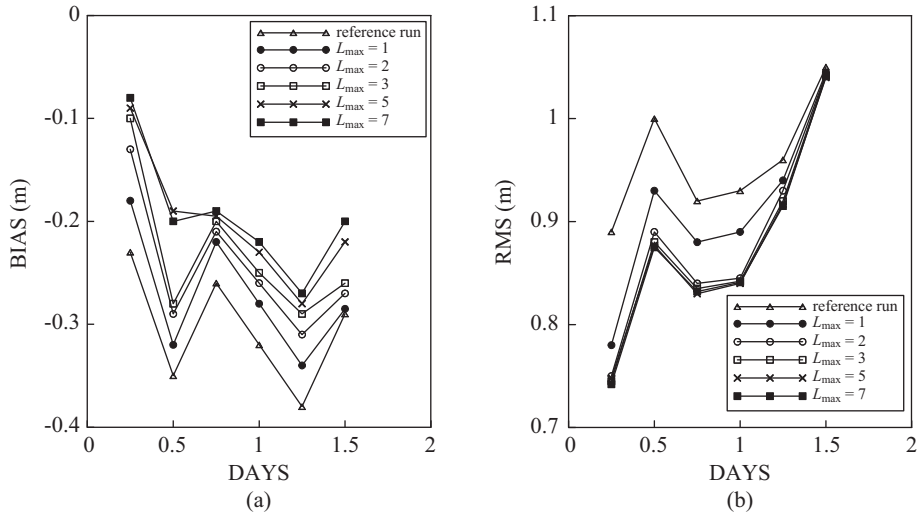 0
-0.1
-0.2
-0.3
-0.4
BIAS (m)
0
0.5
1
1.5
2
DAYS
(a)
reference run
Lmax = 1
Lmax = 2
Lmax = 3
Lmax = 5
Lmax = 7
1.1
1
0.9
0.8
0.7
RMS (m)
0
0.5
1
1.5
2
DAYS
(b)
reference run
Lmax = 1
Lmax = 2
Lmax = 3
Lmax = 5
Lmax = 7